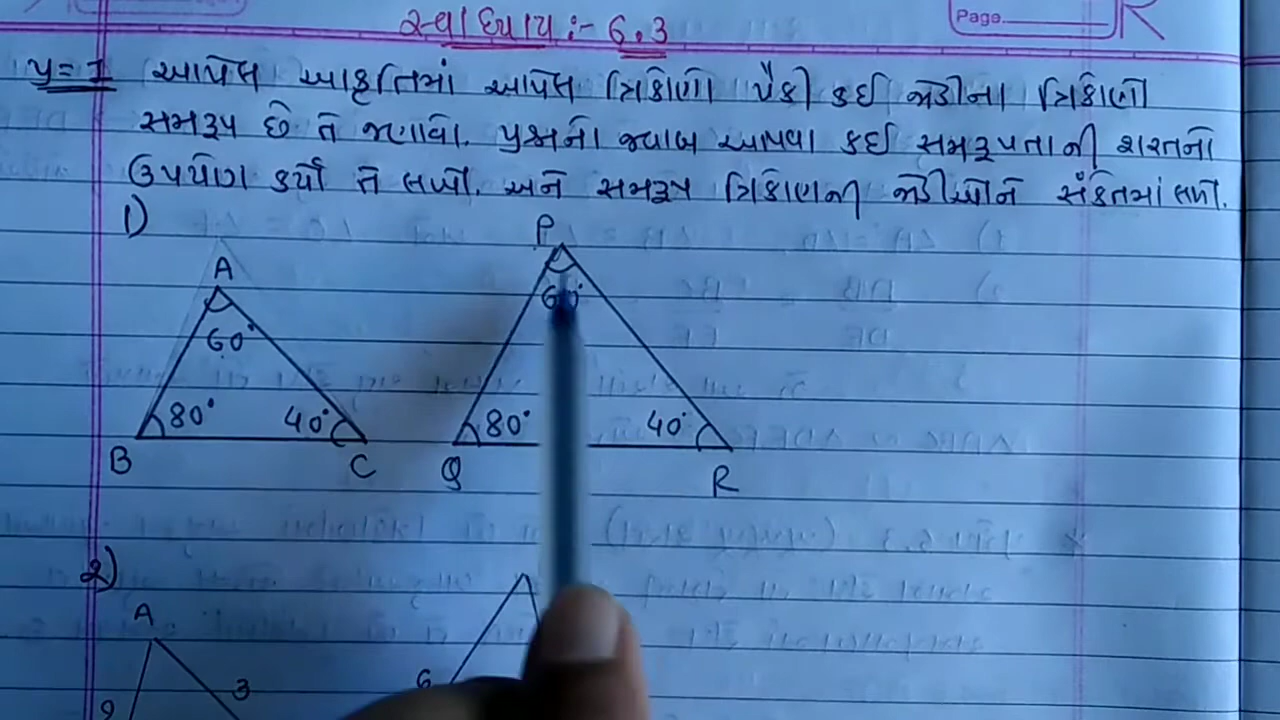 Page
R
સ્વાધ્યાય :- 6.3
પ્ર = 1 આપેલ આકૃતિમાં આપેલ ત્રિકોણો પૈકી કઈ જોડીના ત્રિકોણો
સમરૂપ છે તે જણાવો. પ્રશ્નનો જવાબ આપવા કઈ સમરૂપતાની શરતનો
ઉપયોગ કર્યો તે લખો. અને સમરૂપ ત્રિકોણની જોડીઓને સંકેતમાં લખો.
1)
A
60°
80° 40°
B C
P
60°
80° 40°
Q R
2)
A
3
6